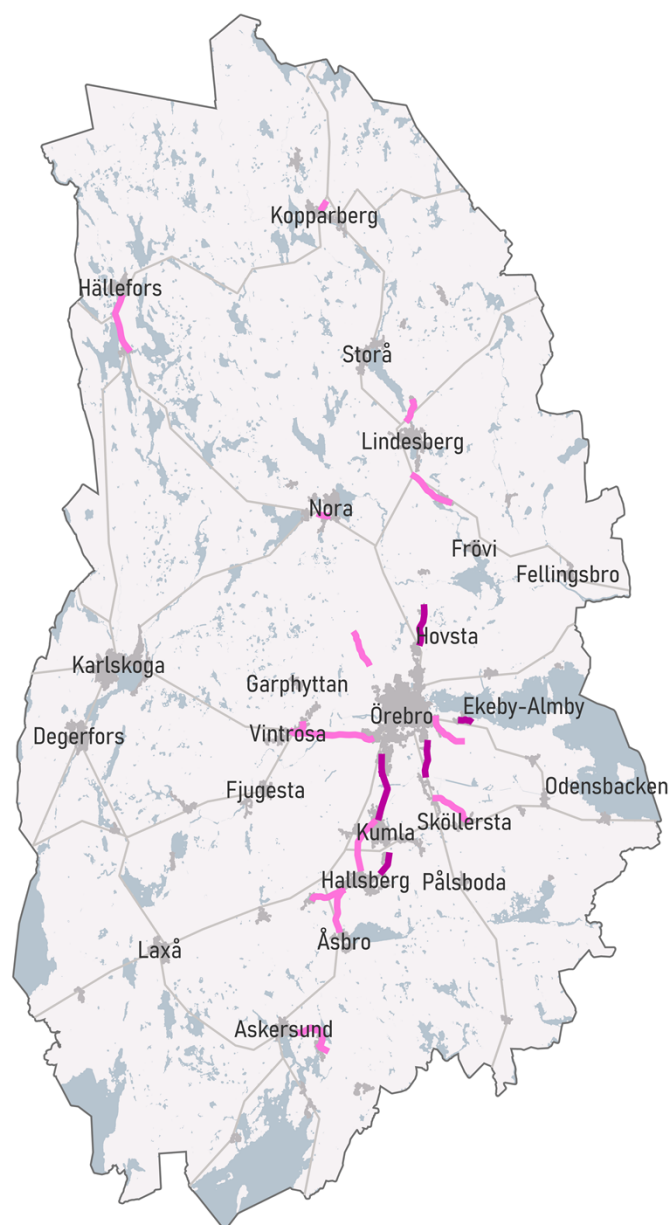 Kopparberg
Hällefors
Storå
Lindesberg
Nora
Frövi
Fellingsbro
Hovsta
Karlskoga
Garphyttan
Ekeby-Almby
Örebro
Degerfors
Vintrosa
Odensbacken
Fjugesta
Sköllersta
Kumla
Hallsberg
Pålsboda
Åsbro
Laxå
Askersund